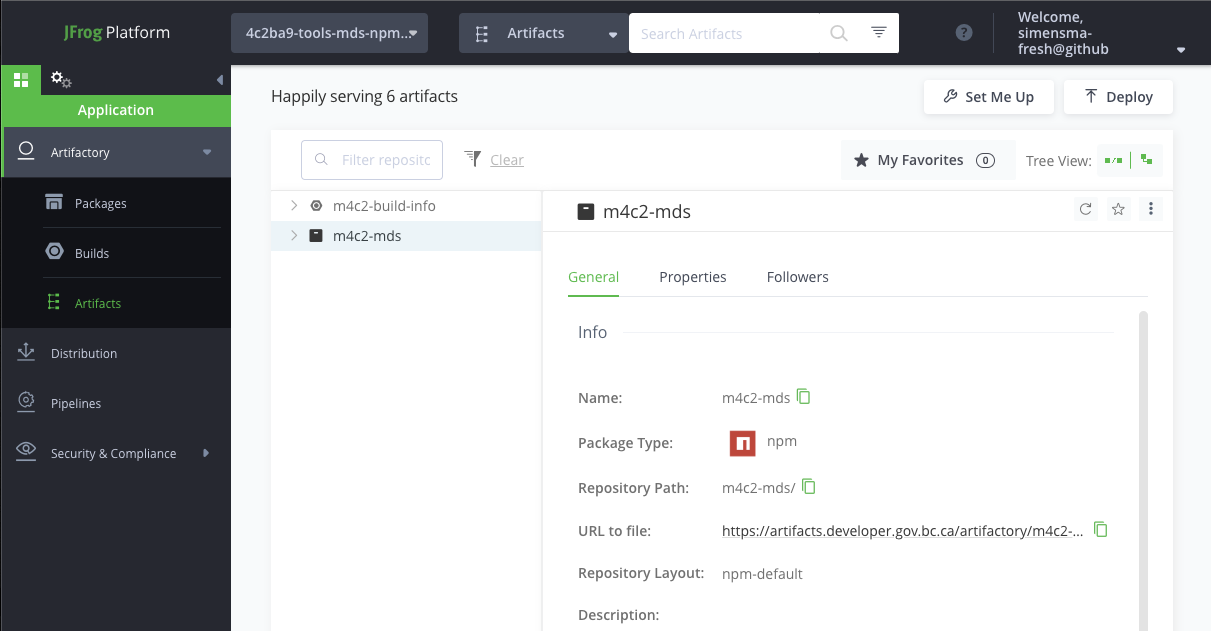 JFrog Platform
4c2ba9-tools-mds-npm...
Artifacts
Search Artifacts
?
Welcome,
simensma-
fresh@github
Application
Artifactory
Packages
Builds
Artifacts
Distribution
Pipelines
Security & Compliance
Happily serving 6 artifacts
Set Me Up
Deploy
Filter repositc
Clear
My Favorites 0
Tree View:
m4c2-build-info
m4c2-mds
m4c2-mds
General
Properties
Followers
Info
Name: m4c2-mds
Package Type: npm
Repository Path: m4c2-mds/
URL to file: https://artifacts.developer.gov.bc.ca/artifactory/m4c2-...
Repository Layout: npm-default
Description: